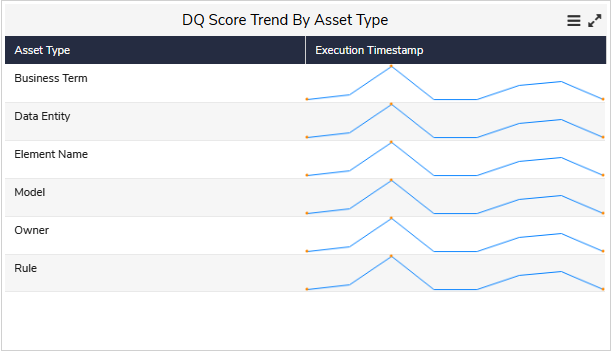 DQ Score Trend By Asset Type
Asset Type Execution Timestamp
Business Term
Data Entity
Element Name
Model
Owner
Rule